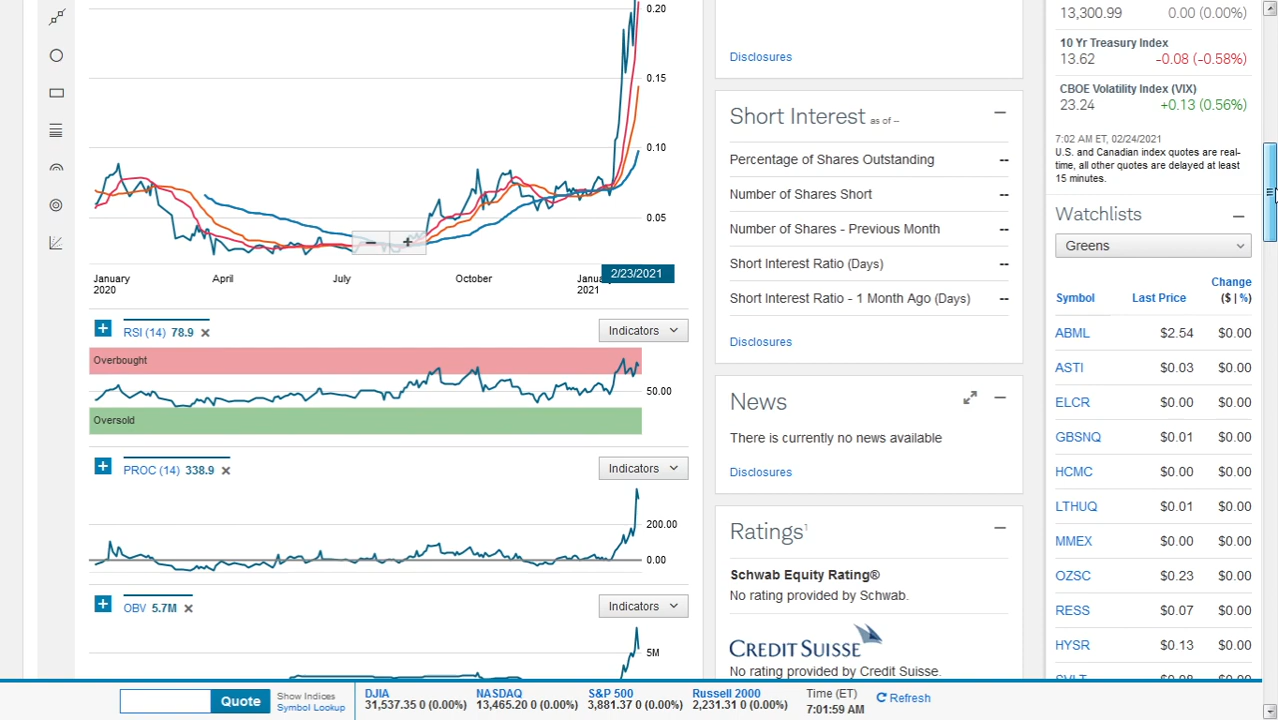 0.20
0.15
0.10
0.05
January
2020
April
July
October
2021
2/23/2021
RSI (14) 78.9
Indicators
Overbought
50.00
Oversold
PROC (14) 338.9
Indicators
200.00
0.00
OBV 5.7M
Indicators
5M
Disclosures
Short Interest as of –
Percentage of Shares Outstanding --
Number of Shares Short --
Number of Shares - Previous Month --
Short Interest Ratio (Days) --
Short Interest Ratio - 1 Month Ago (Days) --
Disclosures
News
There is currently no news available
Disclosures
Ratings1
Schwab Equity Rating®
No rating provided by Schwab.
CREDIT SUISSE
No rating provided by Credit Suisse.
13,300.99 0.00 (0.00%)
10 Yr Treasury Index
13.62 -0.08 (-0.58%)
CBOE Volatility Index (VIX)
23.24 +0.13 (0.56%)
7:02 AM ET, 02/24/2021
U.S. and Canadian index quotes are real-
time, all other quotes are delayed at least
15 minutes.
Watchlists
Greens
Change
Symbol Last Price ($ | %)
ABML $2.54 $0.00
ASTI $0.03 $0.00
ELCR $0.00 $0.00
GBSNQ $0.01 $0.00
HCMC $0.00 $0.00
LTHUQ $0.01 $0.00
MMEX $0.00 $0.00
OZSC $0.23 $0.00
RESS $0.07 $0.00
HYSR $0.13 $0.00
Quote
Show Indices
Symbol Lookup
DJIA
31,537.35 0 (0.00%)
NASDAQ
13,465.20 0 (0.00%)
S&P 500
3,881.37 0 (0.00%)
Russell 2000
2,231.31 0 (0.00%)
Time (ET)
7:01:59 AM
Refresh